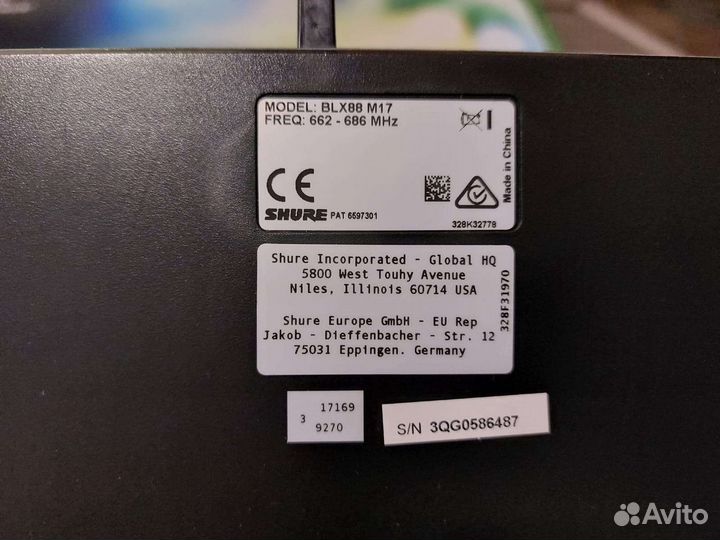 MODEL: BLX88 M17
FREQ: 662 - 686 MHz
CE
SHURE PAT 6597301
328K32778
Made in China
Shure Incorporated - Global HQ
5800 West Touhy Avenue
Niles, Illinois 60714 USA
Shure Europe GmbH - EU Rep
Jakob - Dieffenbacher - Str. 12
75031 Eppingen. Germany
328F31970
17169
3
9270
S/N 3QG0586487
Avito